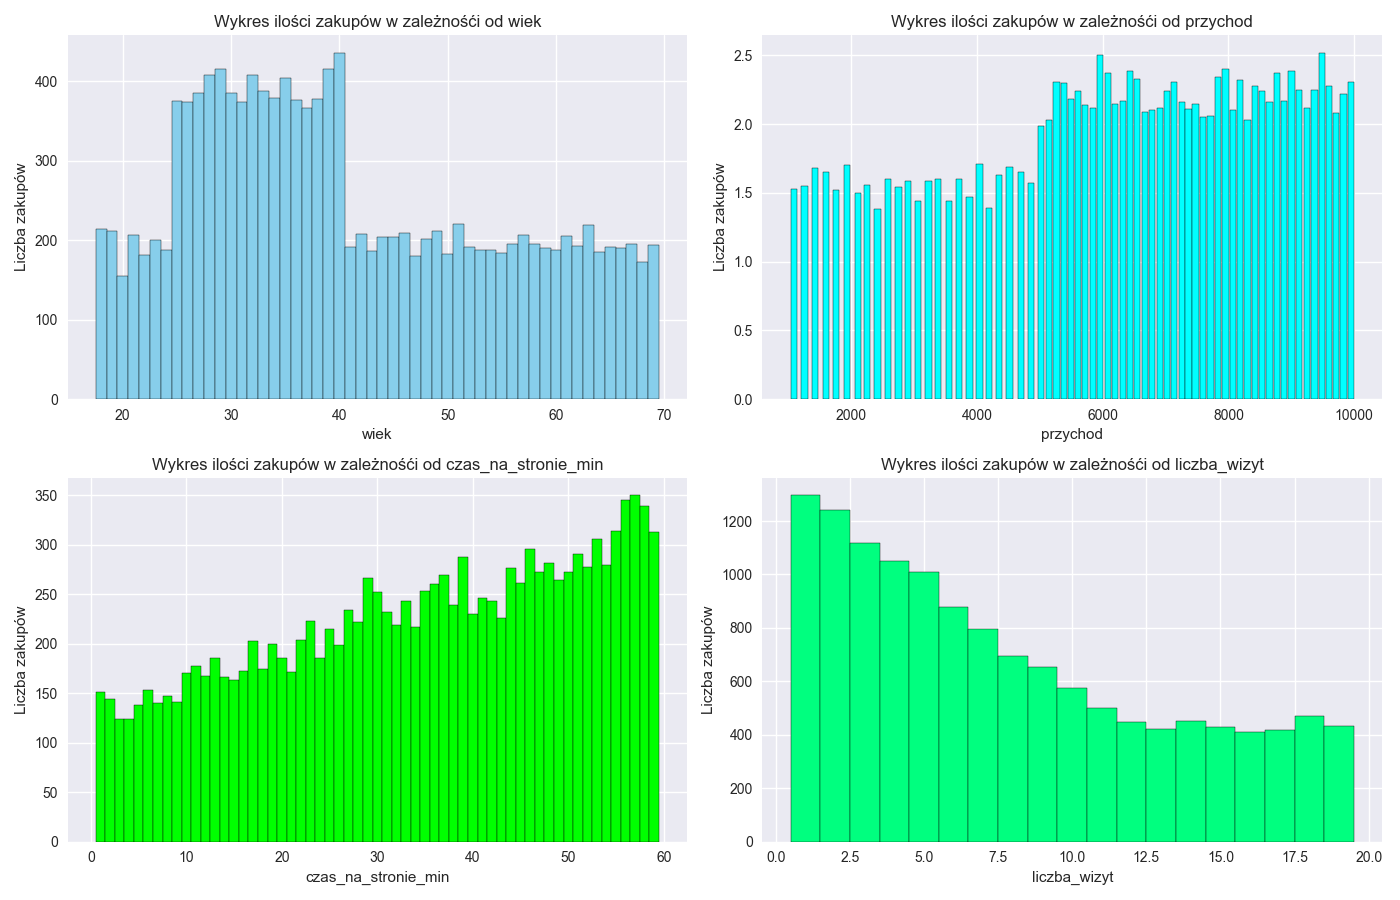 Wykres ilości zakupów w zależnośći od wiek
Liczba zakupów
400
300
200
100
0
20 30 40 50 60 70
wiek
Wykres ilości zakupów w zależnośći od przychod
Liczba zakupów
2.5
2.0
1.5
1.0
0.5
0.0
2000 4000 6000 8000 10000
przychod
Wykres ilości zakupów w zależnośći od czas_na_stronie_min
Liczba zakupów
350
300
250
200
150
100
50
0
0 10 20 30 40 50 60
czas_na_stronie_min
Wykres ilości zakupów w zależnośći od liczba_wizyt
Liczba zakupów
1200
1000
800
600
400
200
0
0.0 2.5 5.0 7.5 10.0 12.5 15.0 17.5 20.0
liczba_wizyt